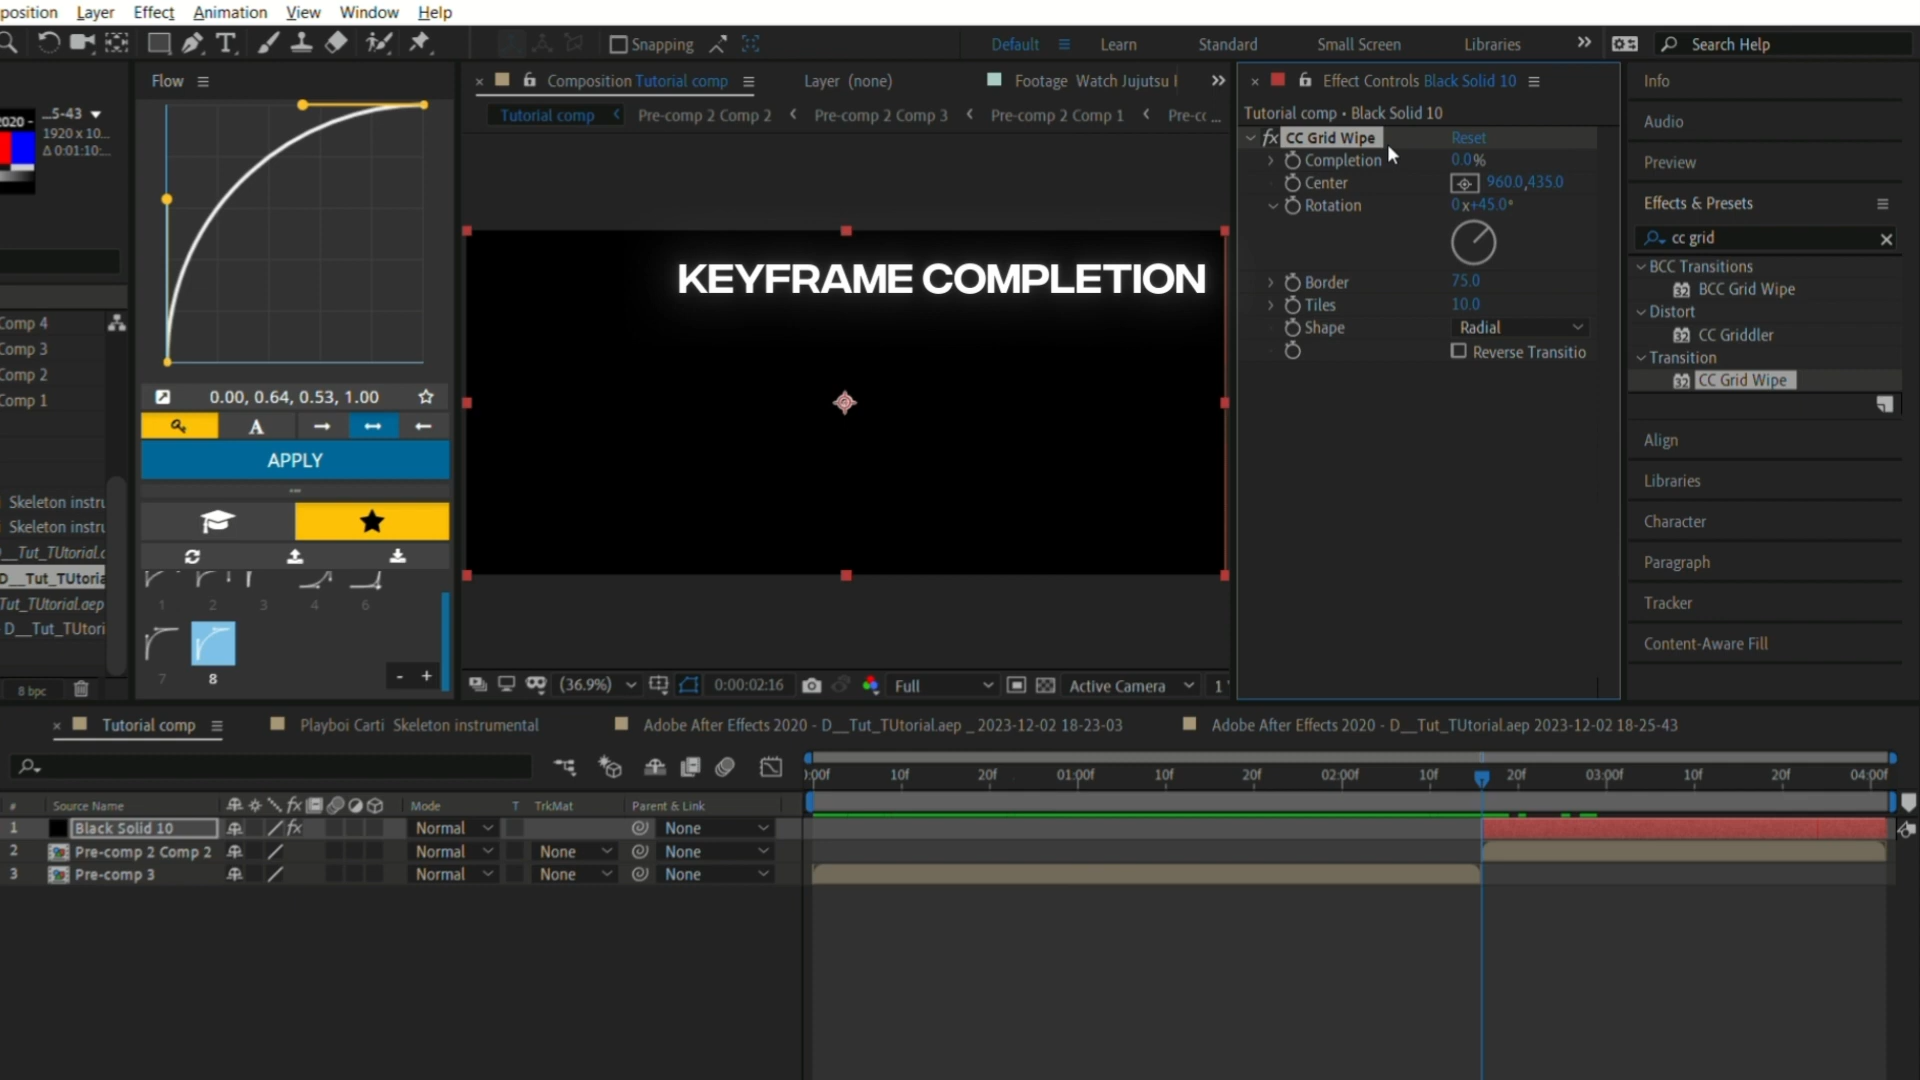 position Layer Effect Animation View Window Help
Snapping Default Learn Standard Small Screen Libraries Search Help
Flow
Composition Tutorial comp Layer (none) Footage Watch Jujutsu
Effect Controls Black Solid 10
Info
2020 - ...5-43
Tutorial comp Pre-comp 2 Comp 2 Pre-comp 2 Comp 3 Pre-comp 2 Comp 1 Pre-cc ...
Tutorial comp • Black Solid 10
Audio
1920 x 10...
Δ 0:01:10:...
fx CC Grid Wipe Reset
Completion 0.0%
Preview
Center 960.0,435.0
Rotation 0x+45.0°
Effects & Presets
cc grid
KEYFRAME COMPLETION
Border 75.0
Tiles 10.0
Shape Radial
Reverse Transitio
BCC Transitions
BCC Grid Wipe
Distort
CC Griddler
Transition
CC Grid Wipe
Comp 4
Comp 3
Comp 2
Comp 1
0.00, 0.64, 0.53, 1.00
A
APPLY
Align
Libraries
Character
Paragraph
Tracker
Content-Aware Fill
Skeleton instru
Skeleton instru
D__Tut_TUtorial.a
D__Tut_TUtoria
Tut_TUtorial.aep
D__Tut_TUtori
1 2 3 4 6
7 8
- +
8 bpc
(36.9%) 0:00:02:16 Full Active Camera 1
Tutorial comp Playboi Carti Skeleton instrumental Adobe After Effects 2020 - D__Tut_TUtorial.aep _ 2023-12-02 18-23-03 Adobe After Effects 2020 - D__Tut_TUtorial.aep 2023-12-02 18-25-43
):00f 10f 20f 01:00f 10f 20f 02:00f 10f 20f 03:00f 10f 20f 04:00f
# Source Name fx Mode T TrkMat Parent & Link
1 Black Solid 10 fx Normal None
2 Pre-comp 2 Comp 2 Normal None None
3 Pre-comp 3 Normal None None